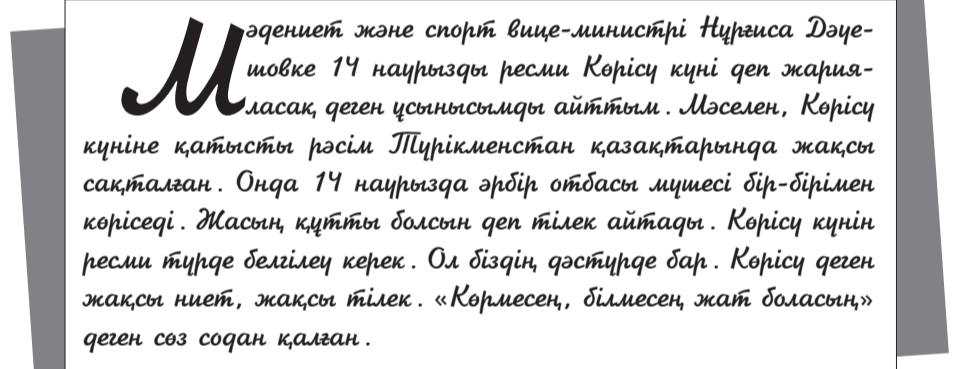 Мәдениет және спорт вице-министрі Нұрғиса Дәуе-
шовке 14 наурызды ресми Көрісу күні деп жария-
ласақ деген ұсынысымды айттым. Мәселен, Көрісу
күніне қатысты рәсім Түрікменстан қазақтарында жақсы
сақталған. Онда 14 наурызда әрбір отбасы мүшесі бір-бірімен
көріседі. Жасың құтты болсын деп тілек айтады. Көрісу күнін
ресми түрде белгілеу керек. Ол біздің дәстүрде бар. Көрісу деген
жақсы ниет, жақсы тілек. «Көрмесең, білмесең жат боласың»
деген сөз содан қалған.